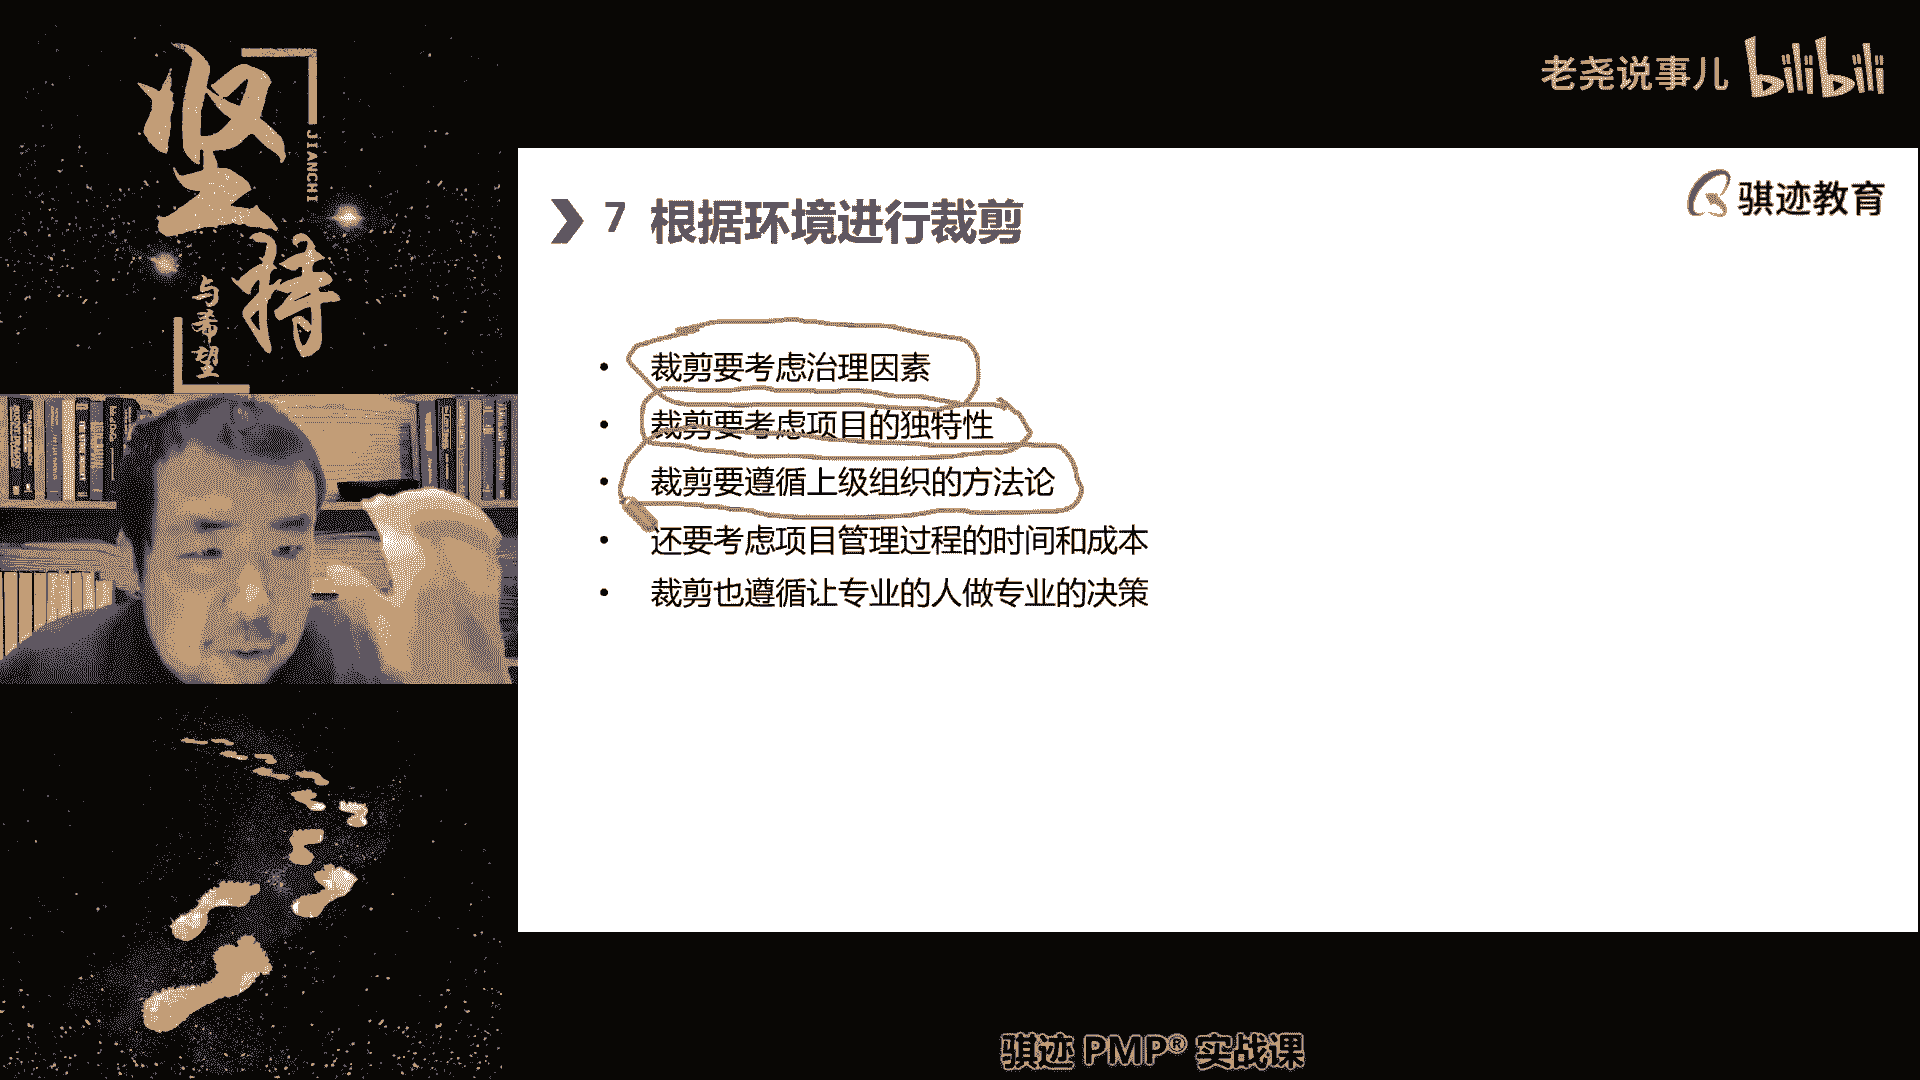 坚持
JIANCHI
与希望
老尧说事儿 bilibili
骐迹教育
7 根据环境进行裁剪
• 裁剪要考虑治理因素
• 裁剪要考虑项目的独特性
• 裁剪要遵循上级组织的方法论
• 还要考虑项目管理过程的时间和成本
• 裁剪也遵循让专业的人做专业的决策
骐迹 PMP® 实战课